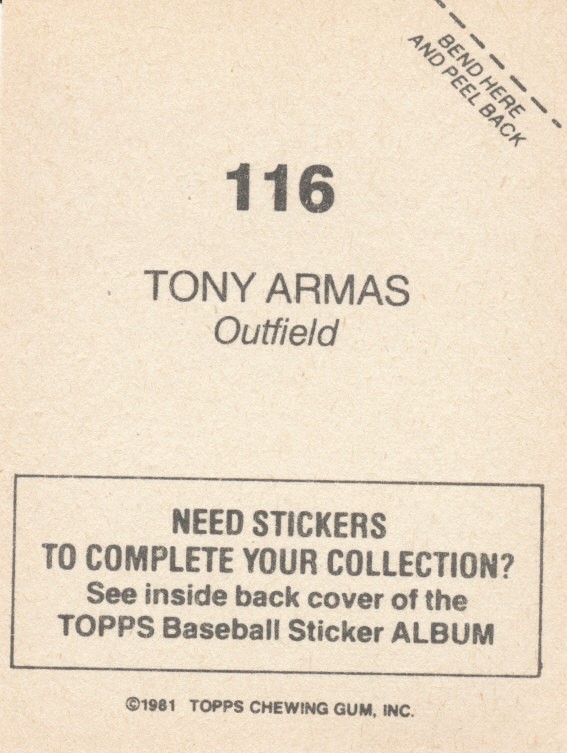 BEND HERE
AND PEEL BACK
116
TONY ARMAS
Outfield
NEED STICKERS
TO COMPLETE YOUR COLLECTION?
See inside back cover of the
TOPPS Baseball Sticker ALBUM
©1981 TOPPS CHEWING GUM, INC.